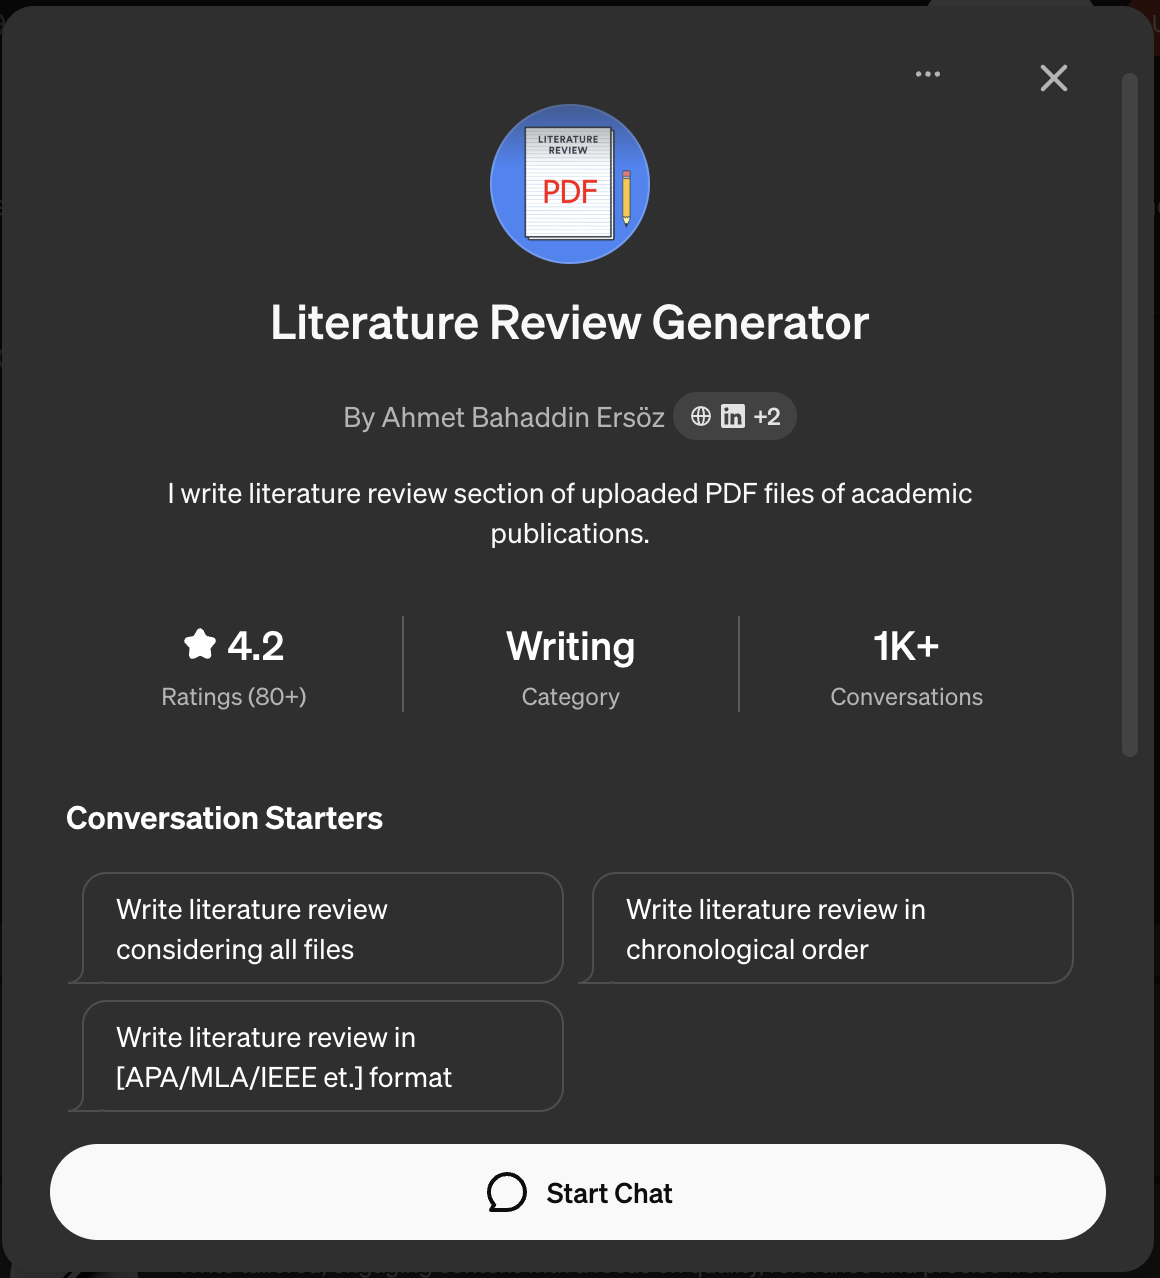 LITERATURE
REVIEW
PDF
Literature Review Generator
By Ahmet Bahaddin Ersöz in +2
I write literature review section of uploaded PDF files of academic
publications.
4.2
Ratings (80+)
Writing
Category
1K+
Conversations
Conversation Starters
Write literature review
considering all files
Write literature review in
chronological order
Write literature review in
[APA/MLA/IEEE et.] format
Start Chat